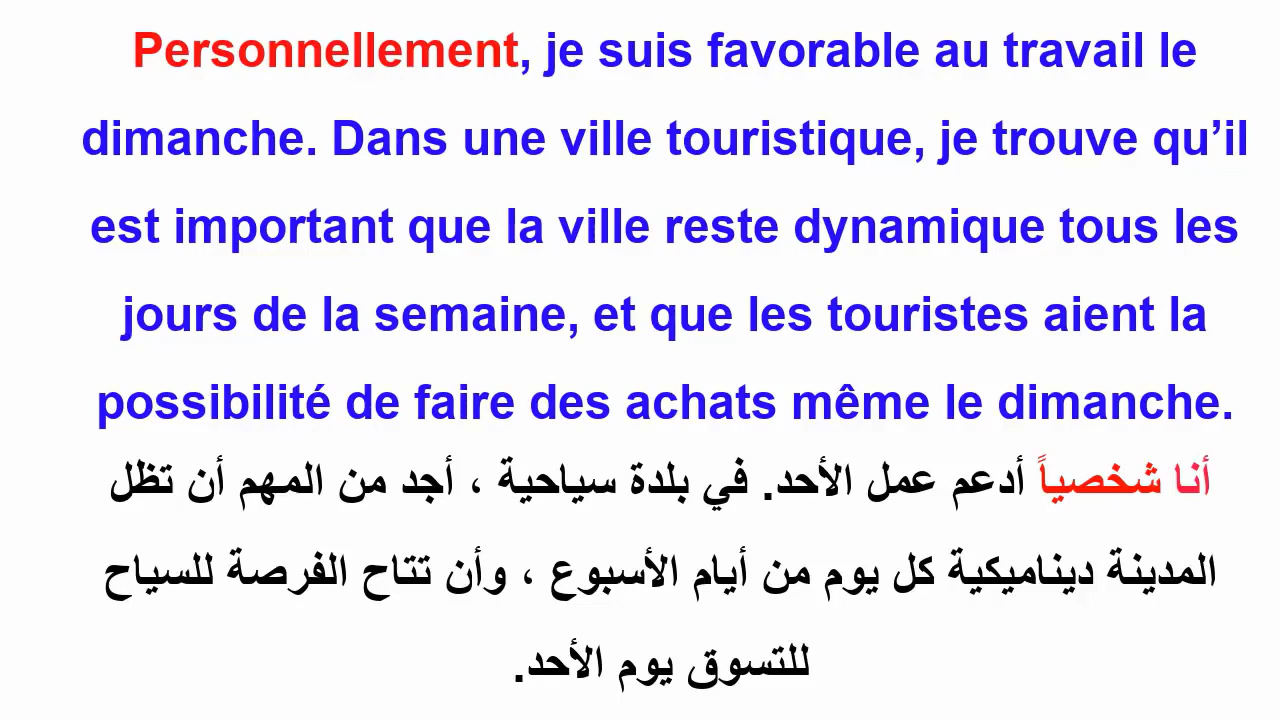 Personnellement, je suis favorable au travail le
dimanche. Dans une ville touristique, je trouve qu’il
est important que la ville reste dynamique tous les
jours de la semaine, et que les touristes aient la
possibilité de faire des achats même le dimanche.
أنا شخصياً أدعم عمل الأحد. في بلدة سياحية ، أجد من المهم أن تظل
المدينة ديناميكية كل يوم من أيام الأسبوع ، وأن تتاح الفرصة للسياح
للتسوق يوم الأحد.